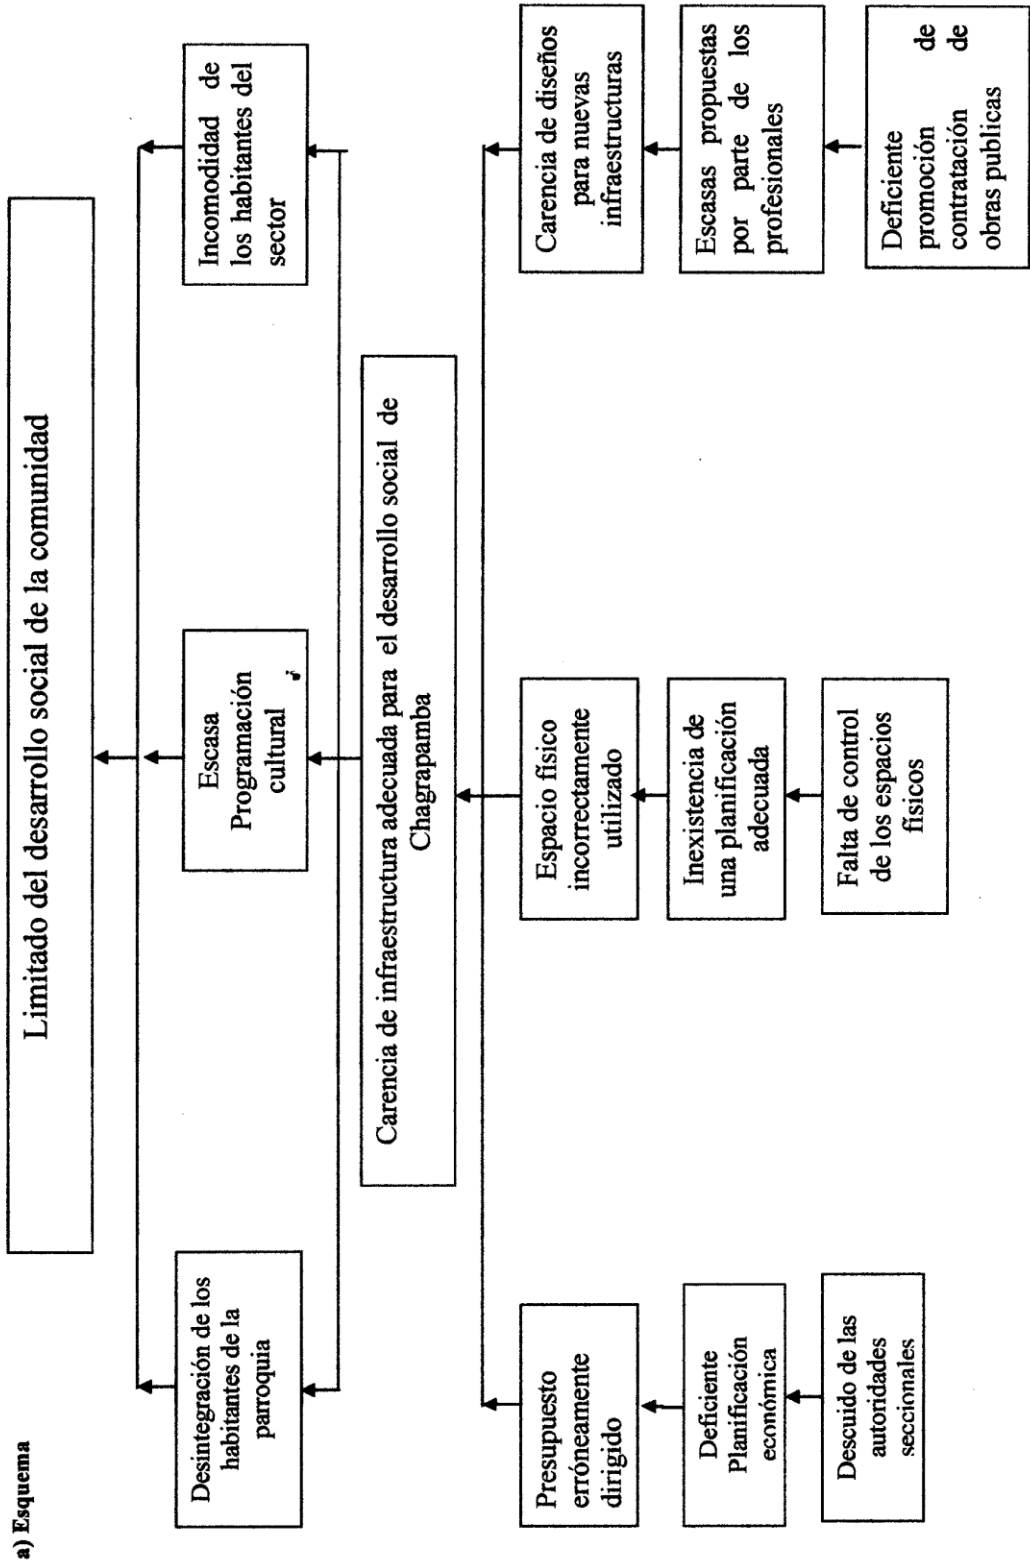 a) Esquema
Limitado del desarrollo social de la comunidad
Desintegración de los
habitantes de la
parroquia
Escasa
Programación
cultural
Incomodidad de
los habitantes del
sector
Carencia de infraestructura adecuada para el desarrollo social de
Chagrapamba
Presupuesto
erróneamente
dirigido
Espacio físico
incorrectamente
utilizado
Carencia de diseños
para nuevas
infraestructuras
Deficiente
Planificación
económica
Inexistencia de
una planificación
adecuada
Escasas propuestas
por parte de los
profesionales
Descuido de las
autoridades
seccionales
Falta de control
de los espacios
físicos
Deficiente
promoción de
contratación de
obras publicas